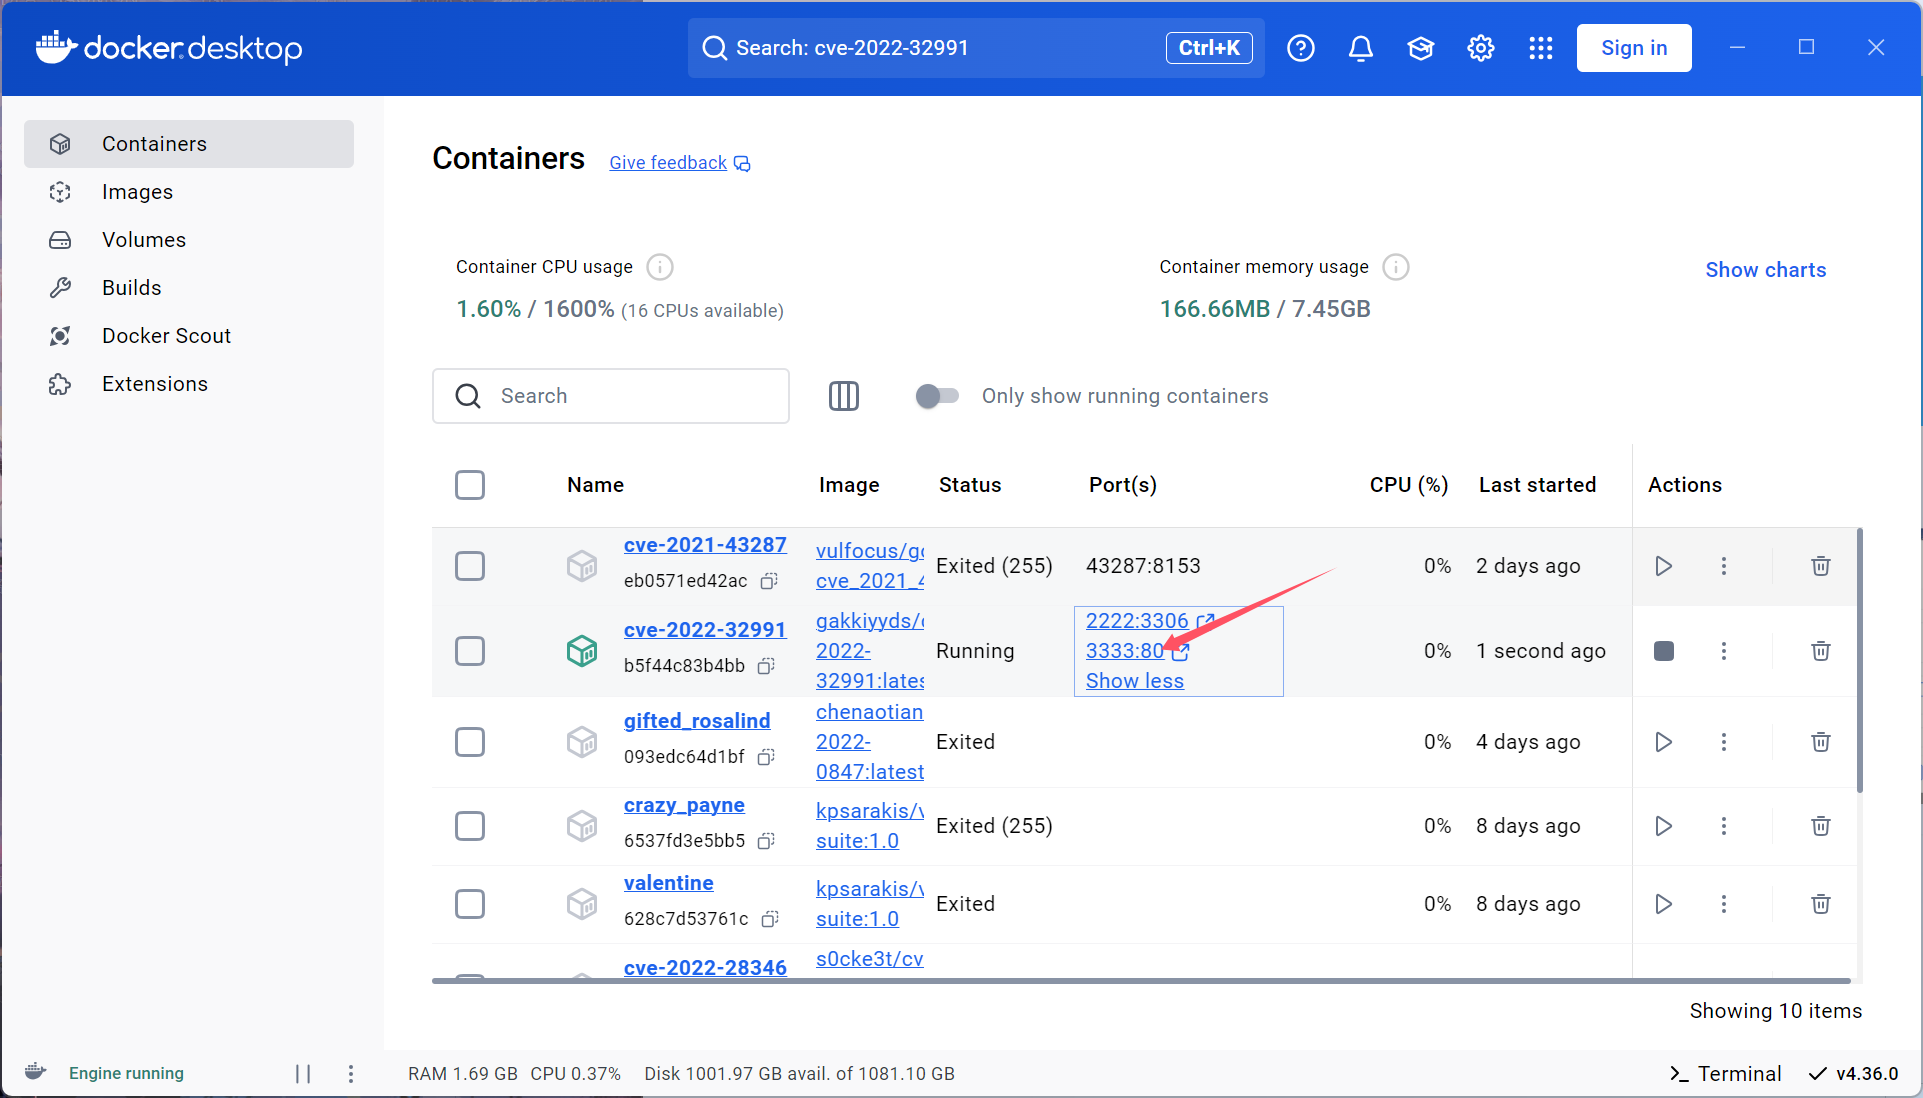 docker desktop
Search: cve-2022-32991
Ctrl+K
Sign in
Containers
Images
Volumes
Builds
Docker Scout
Extensions
Containers
Give feedback
Container CPU usage
1.60% / 1600% (16 CPUs available)
Container memory usage
166.66MB / 7.45GB
Show charts
Search
Only show running containers
Name
Image
Status
Port(s)
CPU (%)
Last started
Actions
cve-2021-43287
eb0571ed42ac
vulfocus/gc
cve_2021_4
Exited (255)
43287:8153
0%
2 days ago
cve-2022-32991
b5f44c83b4bb
gakkiyyds/c
2022-
32991:lates
Running
2222:3306
3333:80
Show less
0%
1 second ago
gifted_rosalind
093edc64d1bf
chenaotian
2022-
0847:latest
Exited
0%
4 days ago
crazy_payne
6537fd3e5bb5
kpsarakis/v
suite:1.0
Exited (255)
0%
8 days ago
valentine
628c7d53761c
kpsarakis/v
suite:1.0
Exited
0%
8 days ago
cve-2022-28346
s0cke3t/cv
Showing 10 items
Engine running
RAM 1.69 GB CPU 0.37% Disk 1001.97 GB avail. of 1081.10 GB
Terminal
v4.36.0